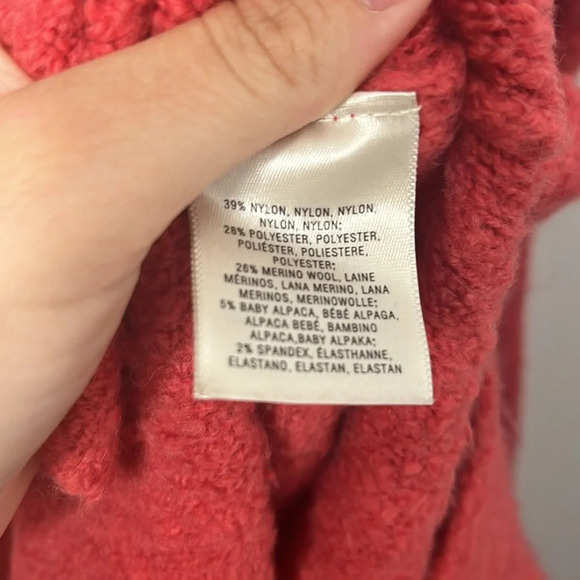 39% NYLON, NYLON, NYLON,
NYLON, NYLON;
28% POLYESTER, POLYESTER,
POLIÉSTER, POLIESTERE,
POLYESTER;
26% MERINO WOOL, LAINE
MÉRINOS, LANA MERINO, LANA
MERINOS, MERINOWOLLE;
5% BABY ALPACA, BÉBÉ ALPAGA,
ALPACA BEBÉ, BAMBINO
ALPACA,BABY ALPAKA;
2% SPANDEX, ÉLASTHANNE,
ELASTANO, ELASTAN, ELASTAN